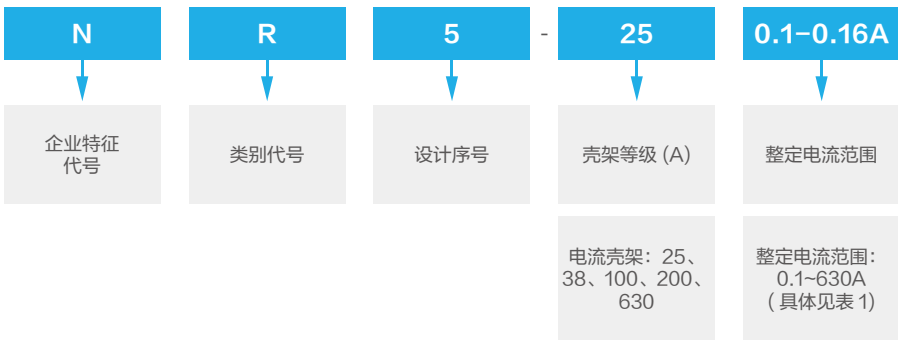 N
R
5
-
25
0.1-0.16A
企业特征
代号
类别代号
设计序号
壳架等级 (A)
整定电流范围
电流壳架：25、
38、100、200、
630
整定电流范围：
0.1~630A
( 具体见表 1)